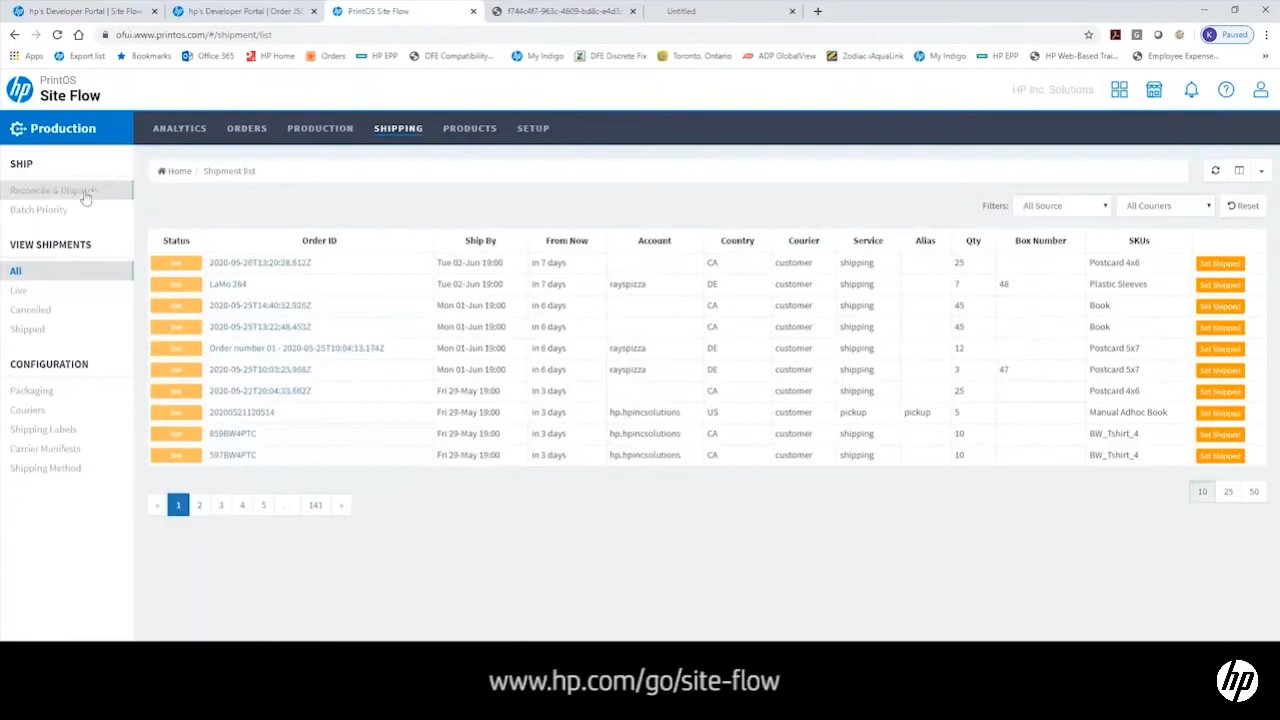 hp's Developer Portal | Site Flow
hp's Developer Portal | Order JSO
PrintOS Site Flow
f744c4f7-963c-4609-bd8c-e4d3c
Untitled
ofui.www.printos.com/#/shipment/list
K Paused
Apps Export list Bookmarks Office 365 HP Home Orders HP EPP DFE Compatibility... My Indigo DFE Discrete Fix Toronto, Ontario ADP GlobalView Zodiac iAquaLink My Indigo HP EPP HP Web-Based Trai... Employee Expense... »
hp PrintOS
Site Flow
HP Inc. Solutions
Production
ANALYTICS ORDERS PRODUCTION SHIPPING PRODUCTS SETUP
SHIP
Reconcile & Dispatch
Batch Priority
VIEW SHIPMENTS
All
Live
Canceled
Shipped
CONFIGURATION
Packaging
Couriers
Shipping Labels
Carrier Manifests
Shipping Method
Home / Shipment list
Filters: All Source All Couriers Reset
Status Order ID Ship By From Now Account Country Courier Service Alias Qty Box Number SKUs
2020-05-26T13:20:28.612Z Tue 02-Jun 19:00 in 7 days CA customer shipping 25 Postcard 4x6 Set Shipped
LaMo 284 Tue 02-Jun 19:00 in 7 days rayspizza DE customer shipping 7 48 Plastic Sleeves Set Shipped
2020-05-25T14:40:52.926Z Mon 01-Jun 19:00 in 6 days CA customer shipping 45 Book Set Shipped
2020-05-25T13:22:48.453Z Mon 01-Jun 19:00 in 6 days CA customer shipping 45 Book Set Shipped
Order number 01 - 2020-05-25T10:04:13.174Z Mon 01-Jun 19:00 in 6 days rayspizza DE customer shipping 12 Postcard 5x7 Set Shipped
2020-05-25T10:03:25.968Z Mon 01-Jun 19:00 in 6 days rayspizza DE customer shipping 3 47 Postcard 5x7 Set Shipped
2020-05-22T20:04:33.662Z Fri 29-May 19:00 in 3 days CA customer shipping 25 Postcard 4x6 Set Shipped
20200521120514 Fri 29-May 19:00 in 3 days hp.hpincsolutions US customer pickup pickup 5 Manual Adhoc Book Set Shipped
859BW4PTC Fri 29-May 19:00 in 3 days hp.hpincsolutions CA customer shipping 10 BW_Tshirt_4 Set Shipped
597BW4PTC Fri 29-May 19:00 in 3 days hp.hpincsolutions CA customer shipping 10 BW_Tshirt_4 Set Shipped
« 1 2 3 4 5 ... 141 »
10 25 50
www.hp.com/go/site-flow
hp